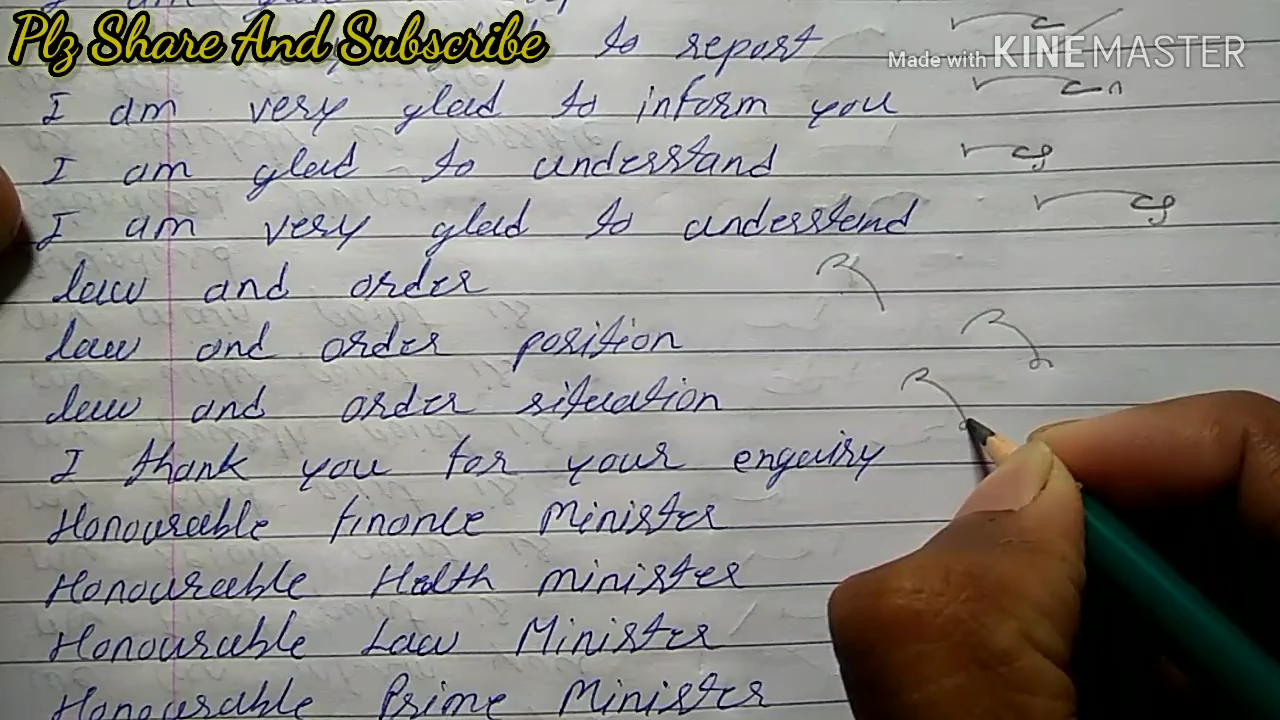 Plz Share And Subscribe
to report
Made with KINEMASTER
I am very glad to inform you
I am glad to understand
I am very glad to understand
law and order
law and order position
law and order situation
I thank you for your enquiry
Honourable finance Minister
Honourable Health minister
Honourable Law Minister
Honourable Prime Minister